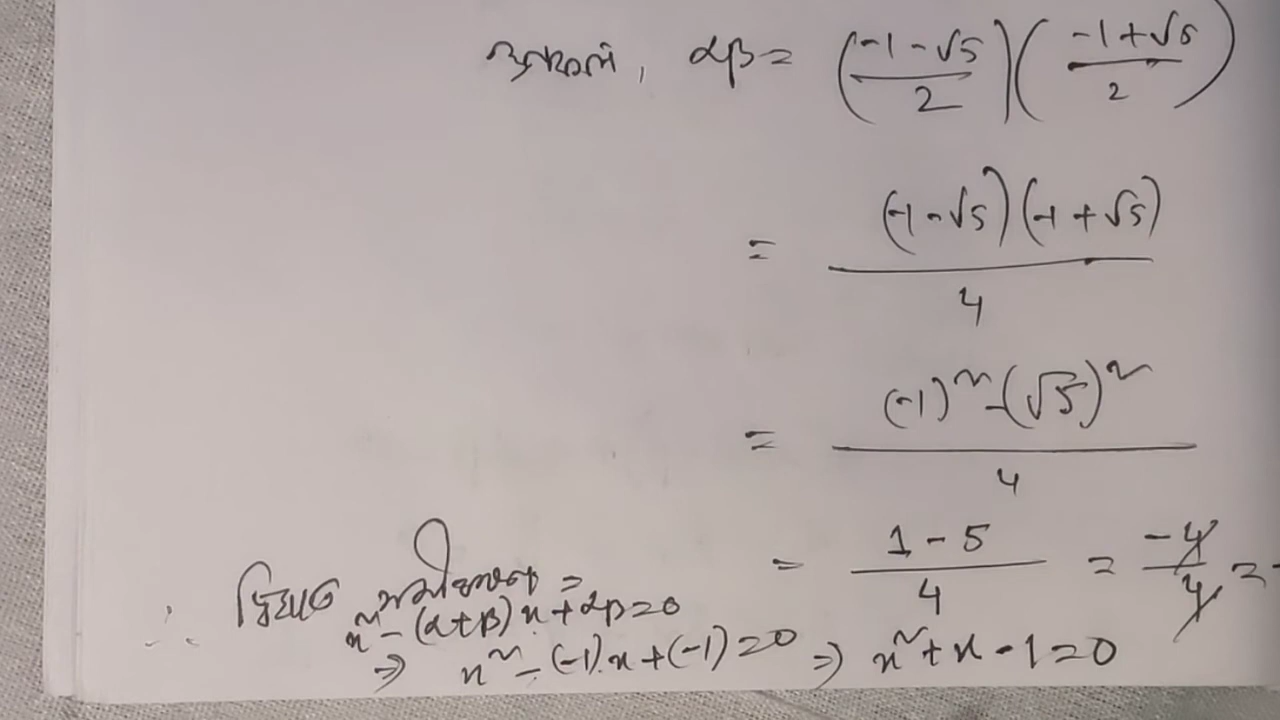 গুণফল, αβ = ((-1-√5)/2)((-1+√5)/2)
= ((-1-√5)(-1+√5))/4
= ((-1)² - (√5)²)/4
= (1-5)/4 = -4/4 = -
∴ দ্বিঘাত সমীকরণ =
x² - (α+β)x + αβ = 0
⇒ x² - (-1).x + (-1) = 0 ⇒ x² + x - 1 = 0